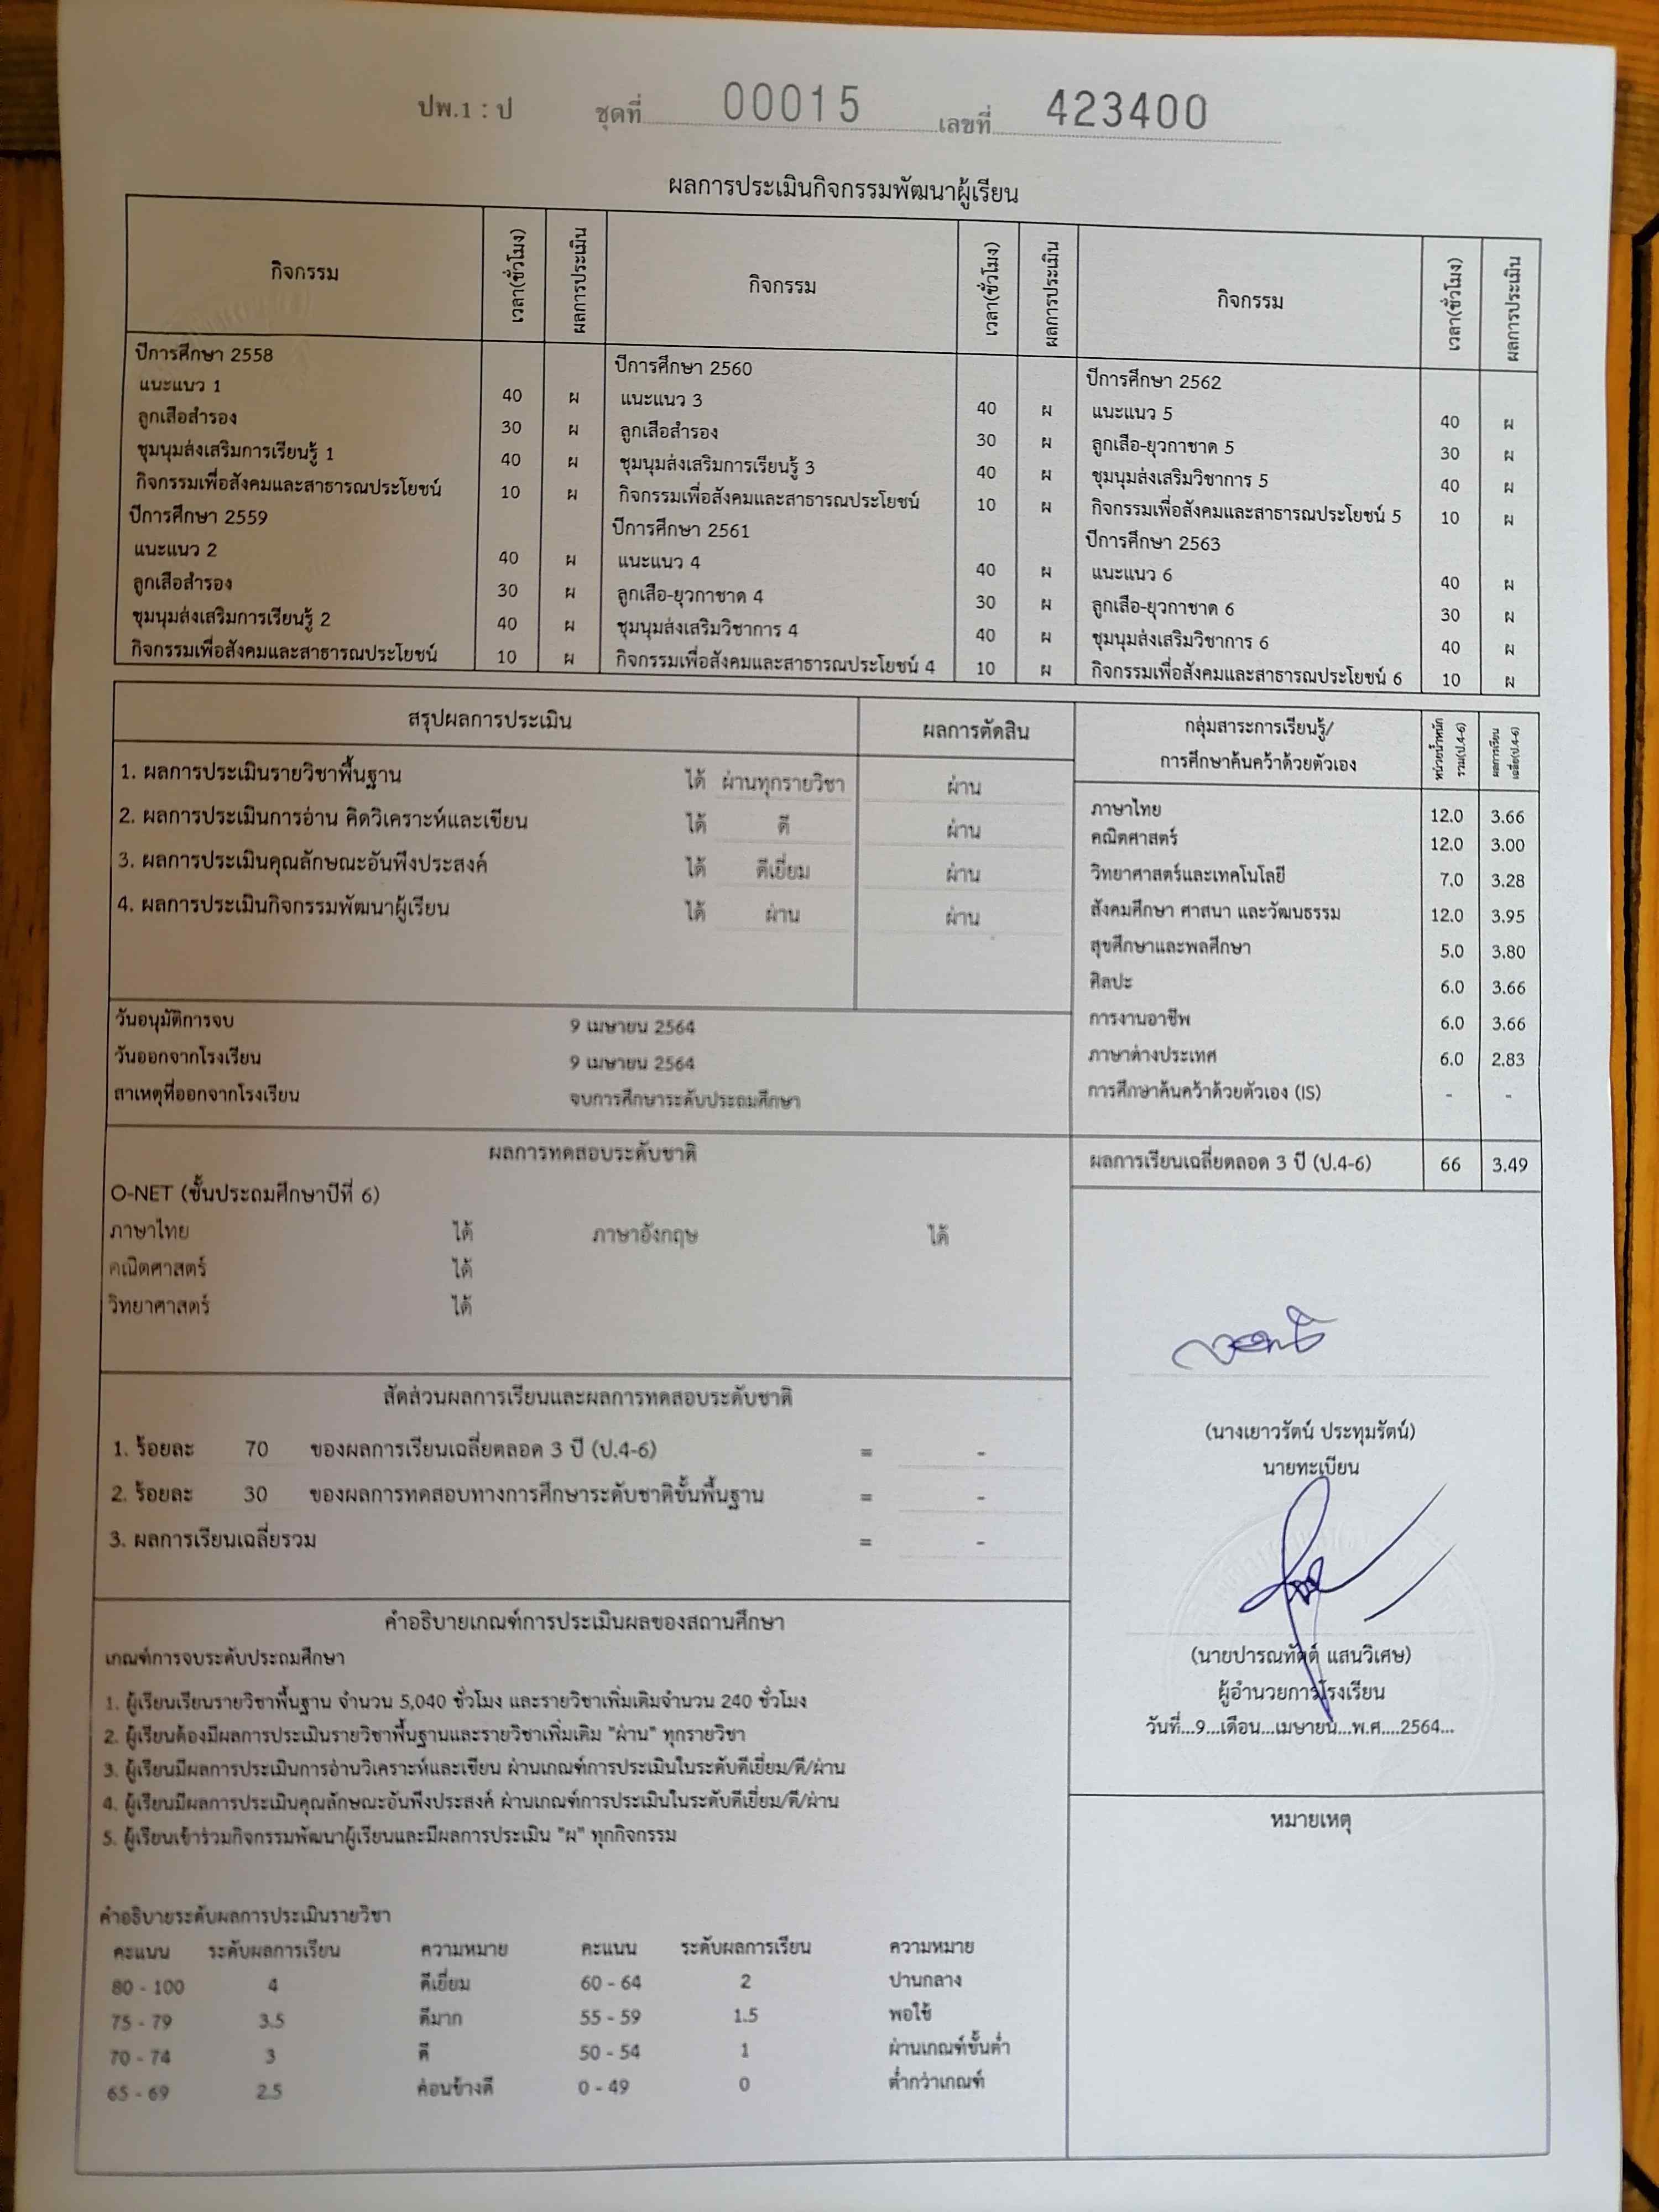 ปพ.1 : ป ชุดที่ 00015 เลขที่ 423400
ผลการประเมินกิจกรรมพัฒนาผู้เรียน
กิจกรรม เวลา(ชั่วโมง) ผลการประเมิน กิจกรรม เวลา(ชั่วโมง) ผลการประเมิน กิจกรรม เวลา(ชั่วโมง) ผลการประเมิน
ปีการศึกษา 2558 ปีการศึกษา 2560 ปีการศึกษา 2562
แนะแนว 1 40 ผ แนะแนว 3 40 ผ แนะแนว 5 40 ผ
ลูกเสือสำรอง 30 ผ ลูกเสือสำรอง 30 ผ ลูกเสือ-ยุวกาชาด 5 30 ผ
ชุมนุมส่งเสริมการเรียนรู้ 1 40 ผ ชุมนุมส่งเสริมการเรียนรู้ 3 40 ผ ชุมนุมส่งเสริมวิชาการ 5 40 ผ
กิจกรรมเพื่อสังคมและสาธารณประโยชน์ 10 ผ กิจกรรมเพื่อสังคมและสาธารณประโยชน์ 10 ผ กิจกรรมเพื่อสังคมและสาธารณประโยชน์ 5 10 ผ
ปีการศึกษา 2559 ปีการศึกษา 2561 ปีการศึกษา 2563
แนะแนว 2 40 ผ แนะแนว 4 40 ผ แนะแนว 6 40 ผ
ลูกเสือสำรอง 30 ผ ลูกเสือ-ยุวกาชาด 4 30 ผ ลูกเสือ-ยุวกาชาด 6 30 ผ
ชุมนุมส่งเสริมการเรียนรู้ 2 40 ผ ชุมนุมส่งเสริมวิชาการ 4 40 ผ ชุมนุมส่งเสริมวิชาการ 6 40 ผ
กิจกรรมเพื่อสังคมและสาธารณประโยชน์ 10 ผ กิจกรรมเพื่อสังคมและสาธารณประโยชน์ 4 10 ผ กิจกรรมเพื่อสังคมและสาธารณประโยชน์ 6 10 ผ
สรุปผลการประเมิน ผลการตัดสิน
1. ผลการประเมินรายวิชาพื้นฐาน ได้ ผ่านทุกรายวิชา ผ่าน
2. ผลการประเมินการอ่าน คิดวิเคราะห์และเขียน ได้ ดี ผ่าน
3. ผลการประเมินคุณลักษณะอันพึงประสงค์ ได้ ดีเยี่ยม ผ่าน
4. ผลการประเมินกิจกรรมพัฒนาผู้เรียน ได้ ผ่าน ผ่าน
วันอนุมัติการจบ 9 เมษายน 2564
วันออกจากโรงเรียน 9 เมษายน 2564
สาเหตุที่ออกจากโรงเรียน จบการศึกษาระดับประถมศึกษา
กลุ่มสาระการเรียนรู้/
การศึกษาค้นคว้าด้วยตัวเอง
หน่วยน้ำหนัก
รวม(ป.4-6)
ผลการเรียน
เฉลี่ย(ป.4-6)
ภาษาไทย 12.0 3.66
คณิตศาสตร์ 12.0 3.00
วิทยาศาสตร์และเทคโนโลยี 7.0 3.28
สังคมศึกษา ศาสนา และวัฒนธรรม 12.0 3.95
สุขศึกษาและพลศึกษา 5.0 3.80
ศิลปะ 6.0 3.66
การงานอาชีพ 6.0 3.66
ภาษาต่างประเทศ 6.0 2.83
การศึกษาค้นคว้าด้วยตัวเอง (IS) - -
ผลการเรียนเฉลี่ยตลอด 3 ปี (ป.4-6) 66 3.49
ผลการทดสอบระดับชาติ
O-NET (ชั้นประถมศึกษาปีที่ 6)
ภาษาไทย ได้ ภาษาอังกฤษ ได้
คณิตศาสตร์ ได้
วิทยาศาสตร์ ได้
สัดส่วนผลการเรียนและผลการทดสอบระดับชาติ
1. ร้อยละ 70 ของผลการเรียนเฉลี่ยตลอด 3 ปี (ป.4-6) = -
2. ร้อยละ 30 ของผลการทดสอบทางการศึกษาระดับชาติขั้นพื้นฐาน = -
3. ผลการเรียนเฉลี่ยรวม = -
(นางเยาวรัตน์ ประทุมรัตน์)
นายทะเบียน
(นายปารณทัตต์ แสนวิเศษ)
ผู้อำนวยการโรงเรียน
วันที่...9...เดือน...เมษายน...พ.ศ....2564...
หมายเหตุ
คำอธิบายเกณฑ์การประเมินผลของสถานศึกษา
เกณฑ์การจบระดับประถมศึกษา
1. ผู้เรียนเรียนรายวิชาพื้นฐาน จำนวน 5,040 ชั่วโมง และรายวิชาเพิ่มเติมจำนวน 240 ชั่วโมง
2. ผู้เรียนต้องมีผลการประเมินรายวิชาพื้นฐานและรายวิชาเพิ่มเติม "ผ่าน" ทุกรายวิชา
3. ผู้เรียนมีผลการประเมินการอ่านวิเคราะห์และเขียน ผ่านเกณฑ์การประเมินในระดับดีเยี่ยม/ดี/ผ่าน
4. ผู้เรียนมีผลการประเมินคุณลักษณะอันพึงประสงค์ ผ่านเกณฑ์การประเมินในระดับดีเยี่ยม/ดี/ผ่าน
5. ผู้เรียนเข้าร่วมกิจกรรมพัฒนาผู้เรียนและมีผลการประเมิน "ผ" ทุกกิจกรรม
คำอธิบายระดับผลการประเมินรายวิชา
คะแนน ระดับผลการเรียน ความหมาย คะแนน ระดับผลการเรียน ความหมาย
80 - 100 4 ดีเยี่ยม 60 - 64 2 ปานกลาง
75 - 79 3.5 ดีมาก 55 - 59 1.5 พอใช้
70 - 74 3 ดี 50 - 54 1 ผ่านเกณฑ์ขั้นต่ำ
65 - 69 2.5 ค่อนข้างดี 0 - 49 0 ต่ำกว่าเกณฑ์